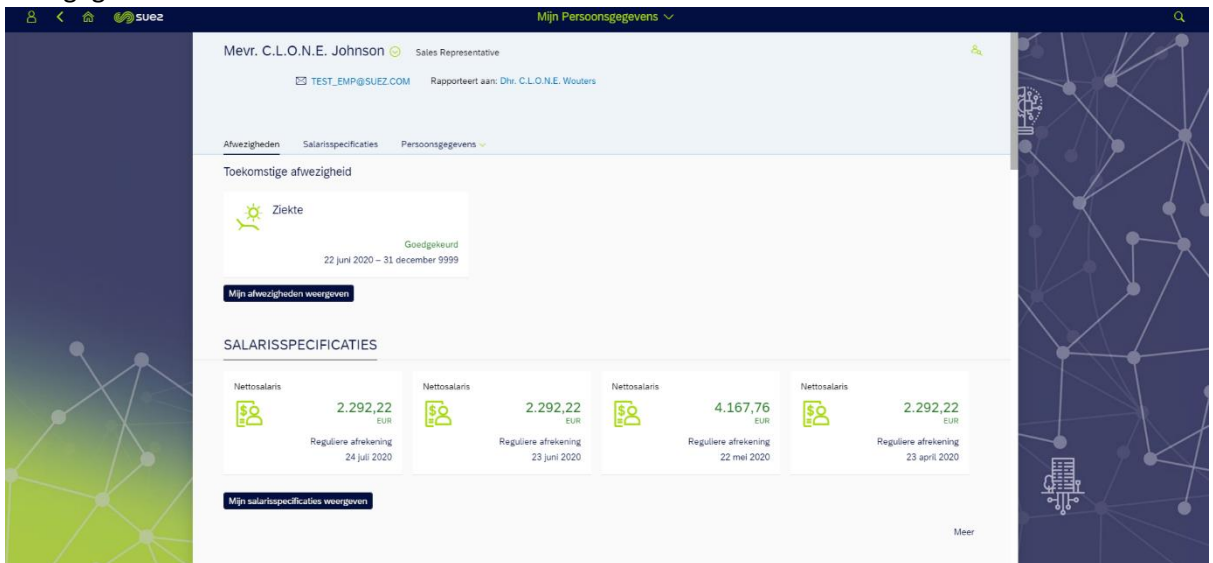 suez
Mijn Persoonsgegevens
Mevr. C.L.O.N.E. Johnson Sales Representative
TEST_EMP@SUEZ.COM Rapporteert aan: Dhr. C.L.O.N.E. Wouters
Afwezigheden Salarisspecificaties Persoonsgegevens
Toekomstige afwezigheid
Ziekte
Goedgekeurd
22 juni 2020 – 31 december 9999
Mijn afwezigheden weergeven
SALARISSPECIFICATIES
Nettosalaris
2.292,22
EUR
Reguliere afrekening
24 juli 2020
Nettosalaris
2.292,22
EUR
Reguliere afrekening
23 juni 2020
Nettosalaris
4.167,76
EUR
Reguliere afrekening
22 mei 2020
Nettosalaris
2.292,22
EUR
Reguliere afrekening
23 april 2020
Mijn salarisspecificaties weergeven
Meer